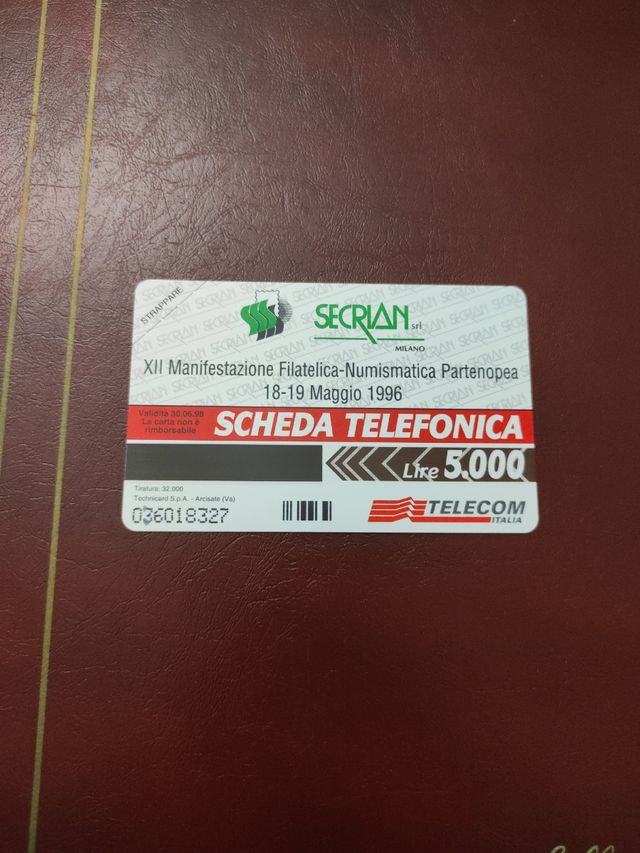 STRAPPARE
SECRIAN srl
MILANO
XII Manifestazione Filatelica-Numismatica Partenopea
18-19 Maggio 1996
Validità 30.06.98
La carta non è
rimborsabile
SCHEDA TELEFONICA
Lire 5.000
Tiratura: 32.000
Technicard S.p.A. - Arcisate (Va)
036018327
TELECOM
ITALIA